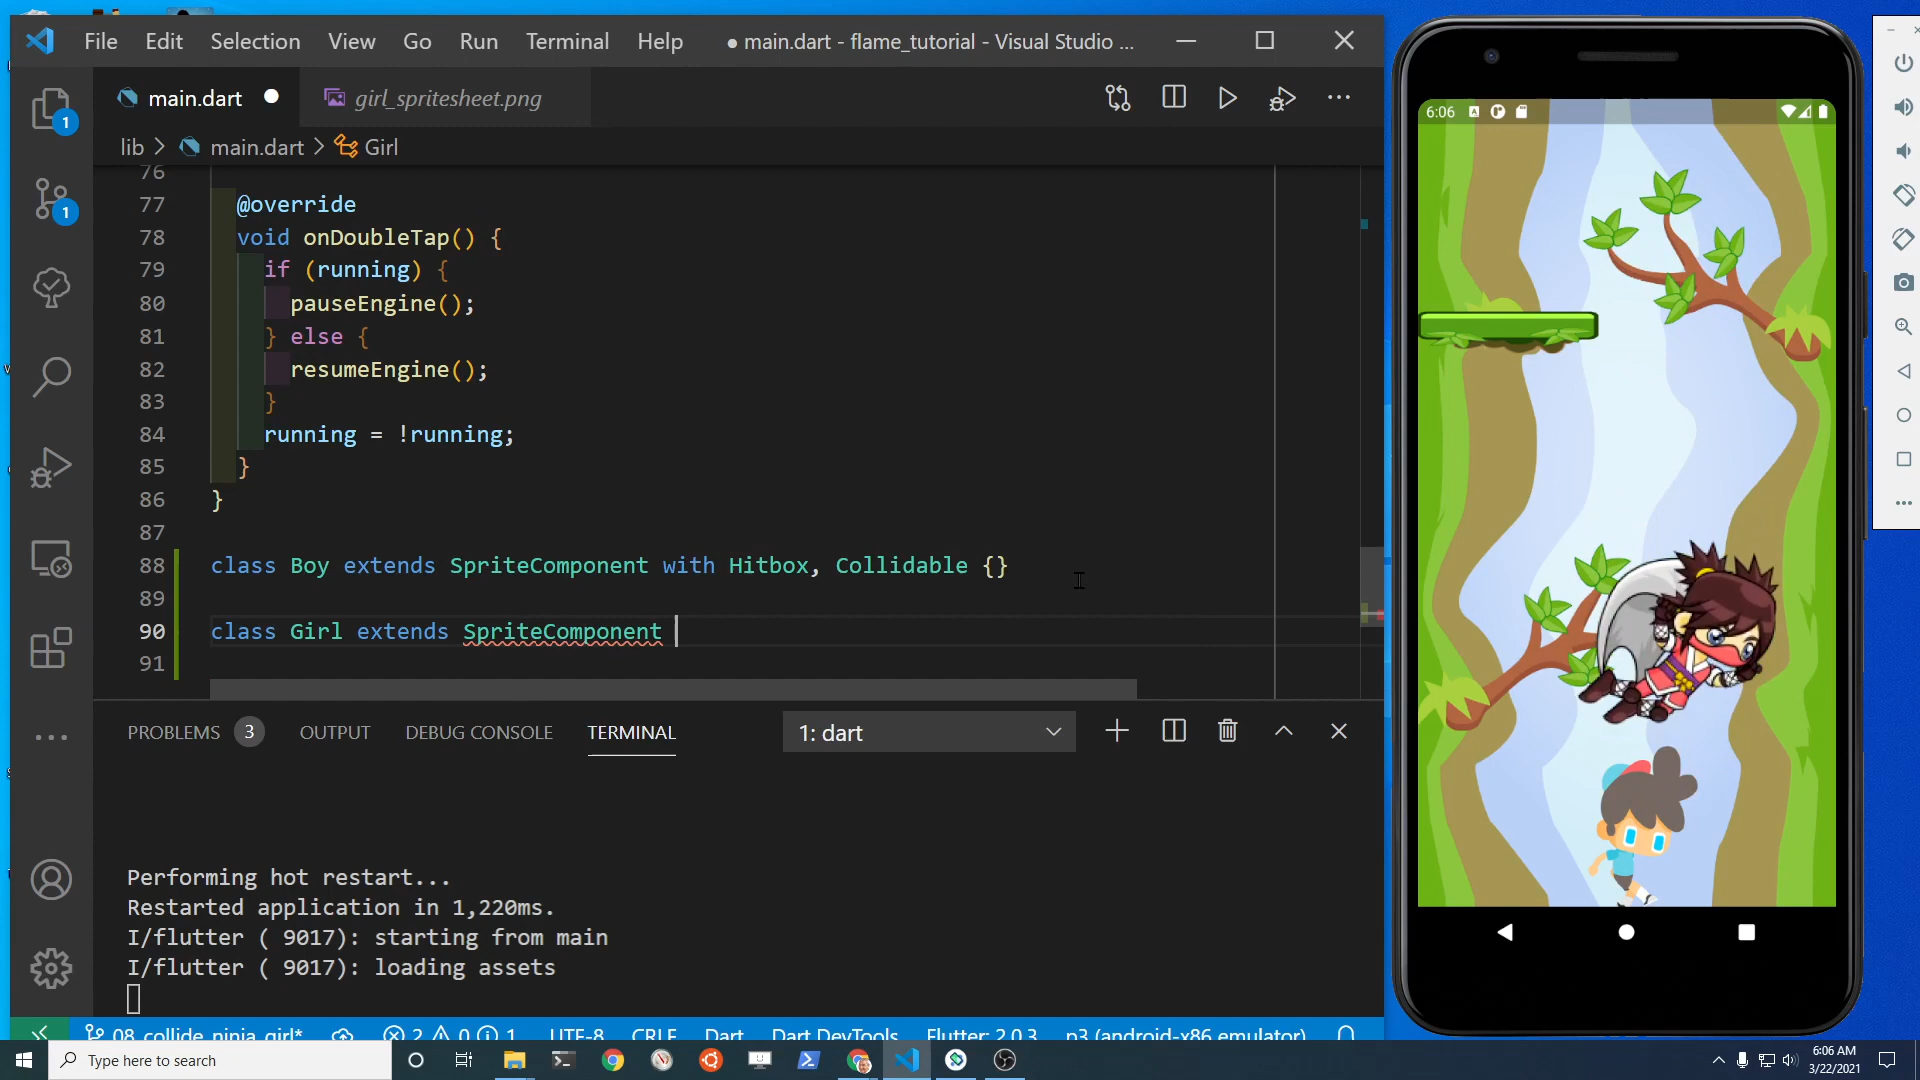 File Edit Selection View Go Run Terminal Help ● main.dart - flame_tutorial - Visual Studio ...
main.dart ● girl_spritesheet.png
lib > main.dart > Girl
76
77 @override
78 void onDoubleTap() {
79 if (running) {
80 pauseEngine();
81 } else {
82 resumeEngine();
83 }
84 running = !running;
85 }
86 }
87
88 class Boy extends SpriteComponent with Hitbox, Collidable {}
89
90 class Girl extends SpriteComponent
91
PROBLEMS 3 OUTPUT DEBUG CONSOLE TERMINAL 1: dart
Performing hot restart...
Restarted application in 1,220ms.
I/flutter ( 9017): starting from main
I/flutter ( 9017): loading assets
08_collide_ninja_girl* 2 0 1 UTF-8 CRLF Dart Dart DevTools Flutter: 2.0.3 p3 (android-x86 emulator)
1
1
6:06
Type here to search
6:06 AM
3/22/2021